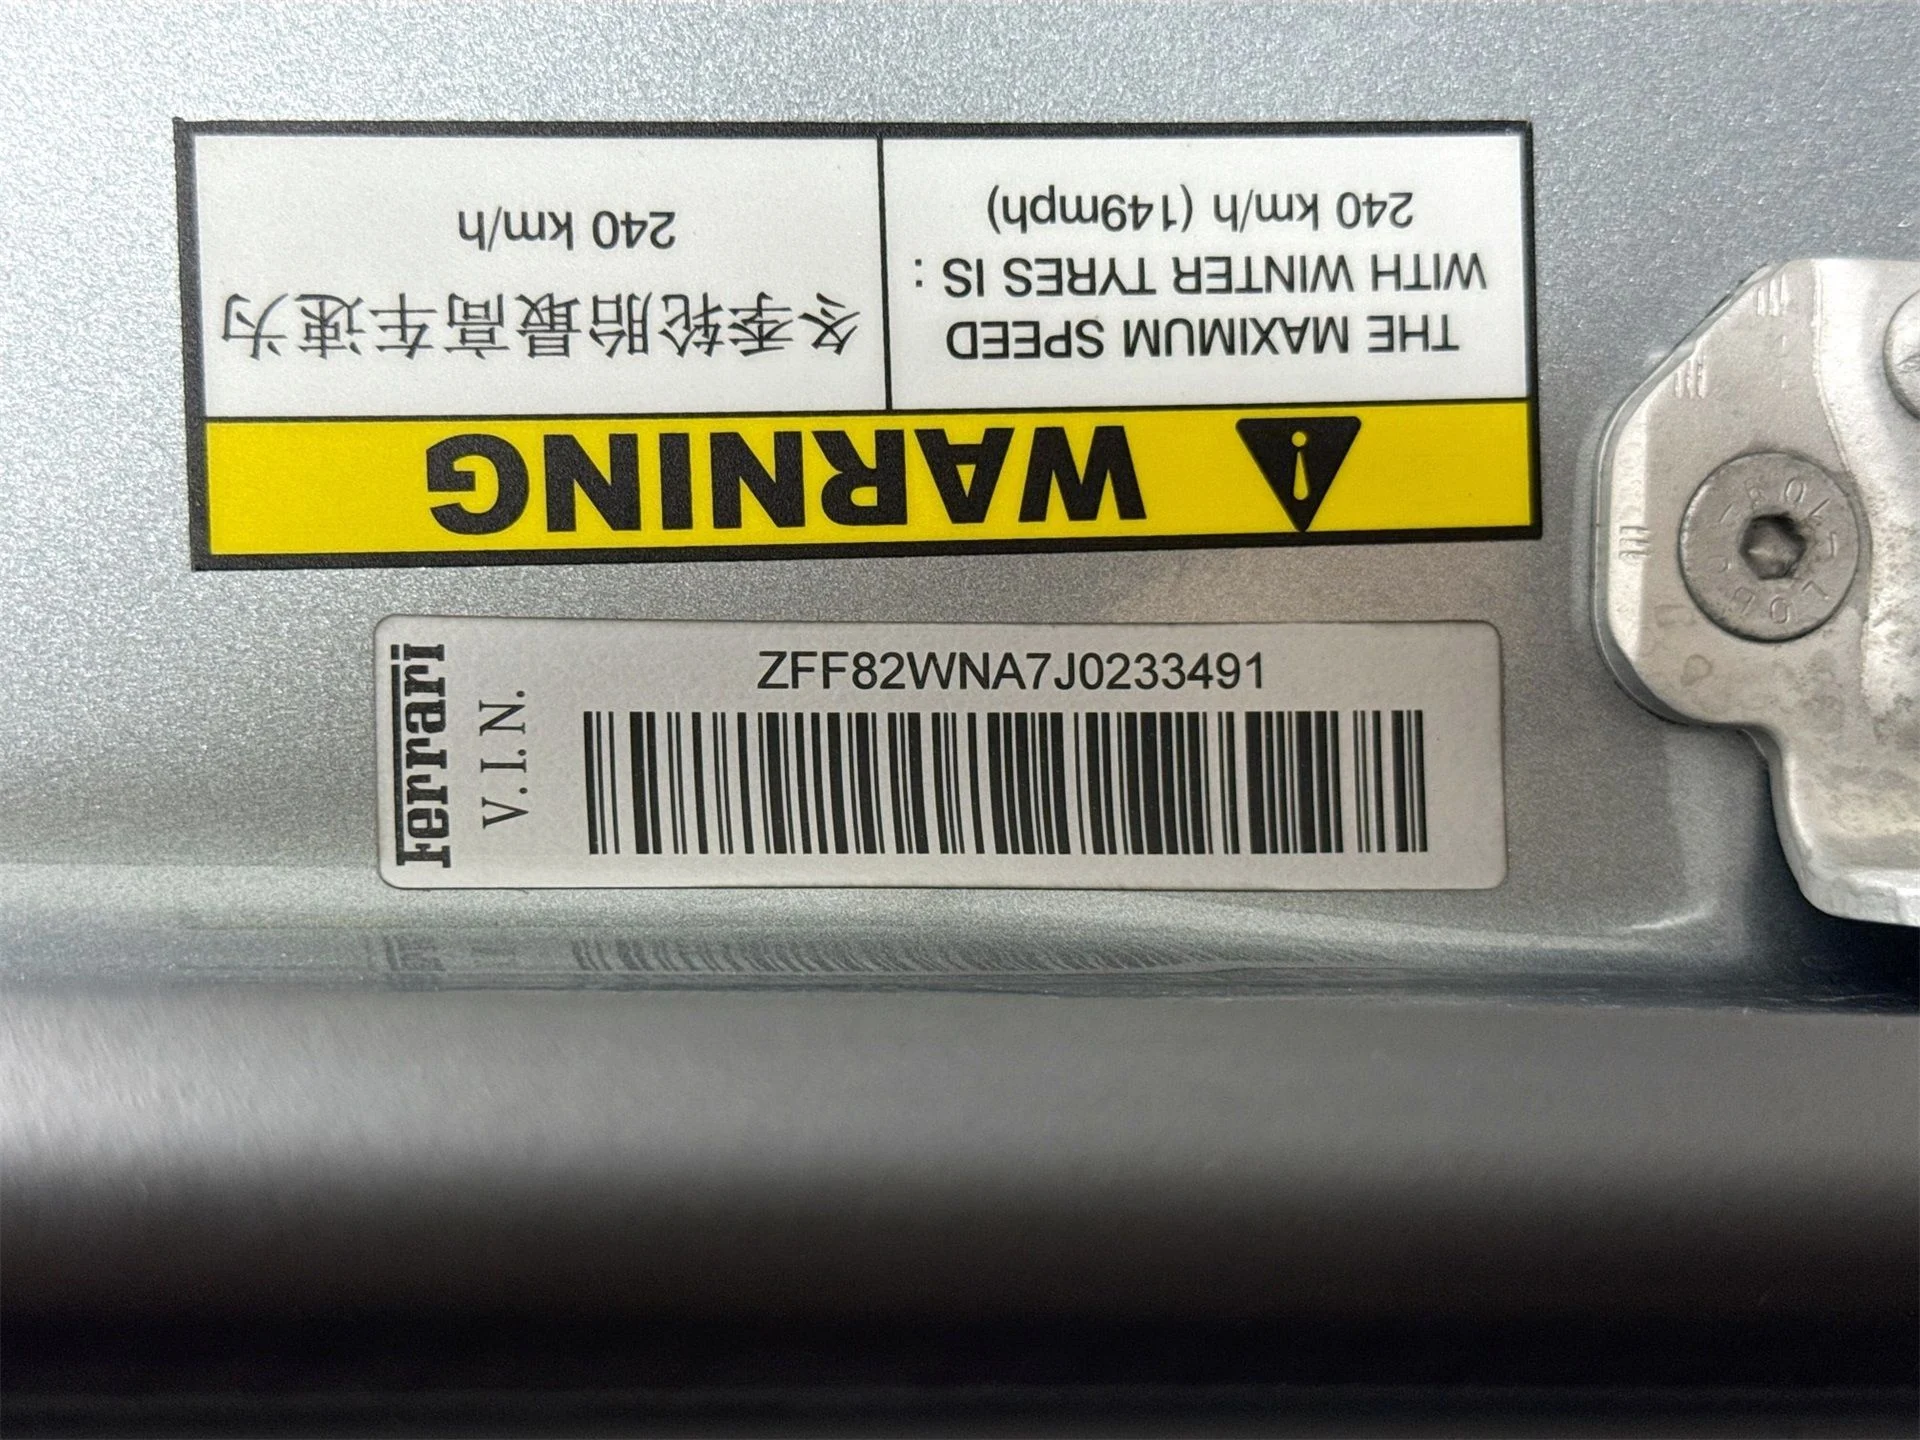 WARNING
THE MAXIMUM SPEED
WITH WINTER TYRES IS :
240 km/h (149mph)
冬季轮胎最高车速为
240 km/h
Ferrari
V.I.N.
ZFF82WNA7J0233491